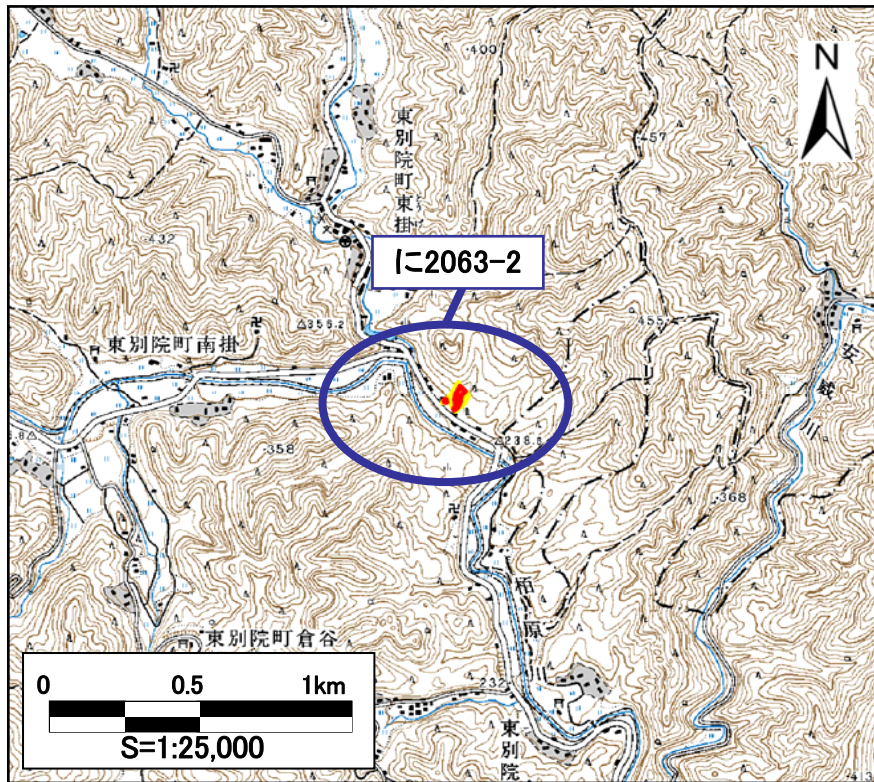 ·400
N
457
東別院町東掛
·432
に2063-2
356.2
455
東別院町南掛
安威川
238.
·358
·368
柏原川
東別院町倉谷
232
東別院
0 0.5 1km
S=1:25,000